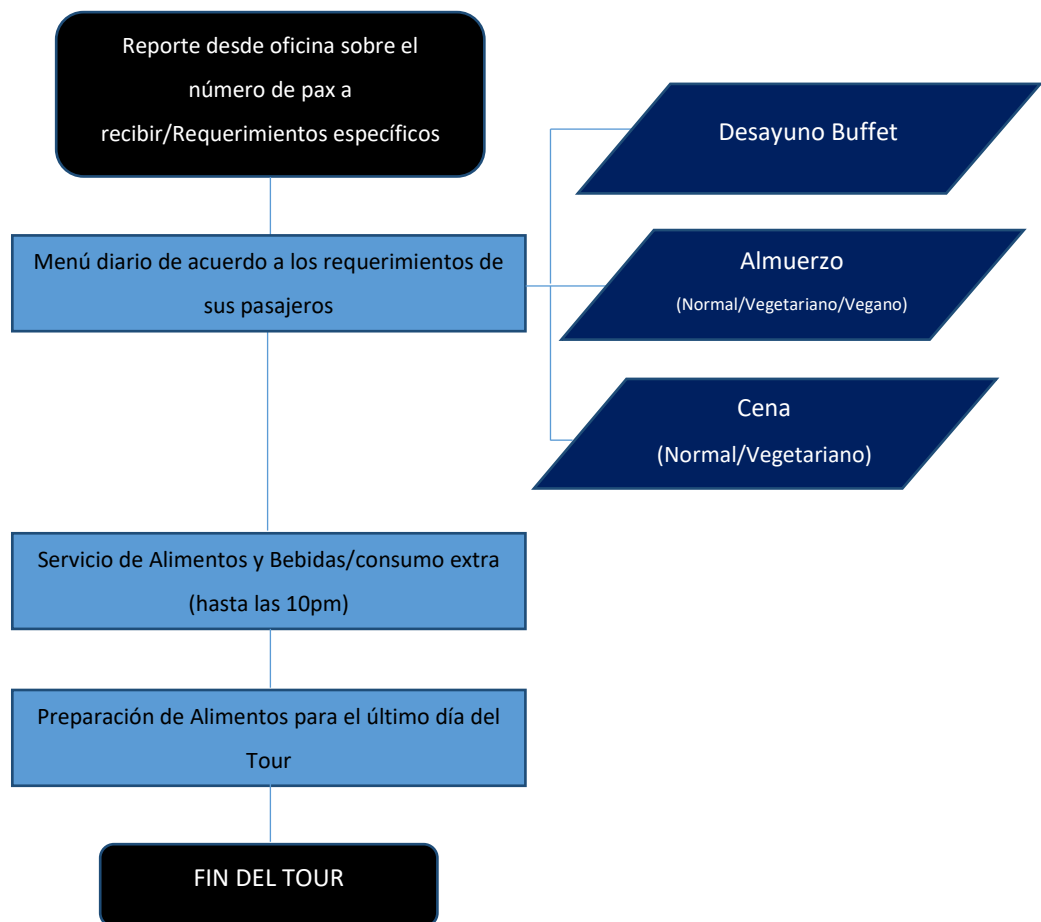 Reporte desde oficina sobre el
número de pax a
recibir/Requerimientos específicos
Desayuno Buffet
Menú diario de acuerdo a los requerimientos de
sus pasajeros
Almuerzo
(Normal/Vegetariano/Vegano)
Cena
(Normal/Vegetariano)
Servicio de Alimentos y Bebidas/consumo extra
(hasta las 10pm)
Preparación de Alimentos para el último día del
Tour
FIN DEL TOUR